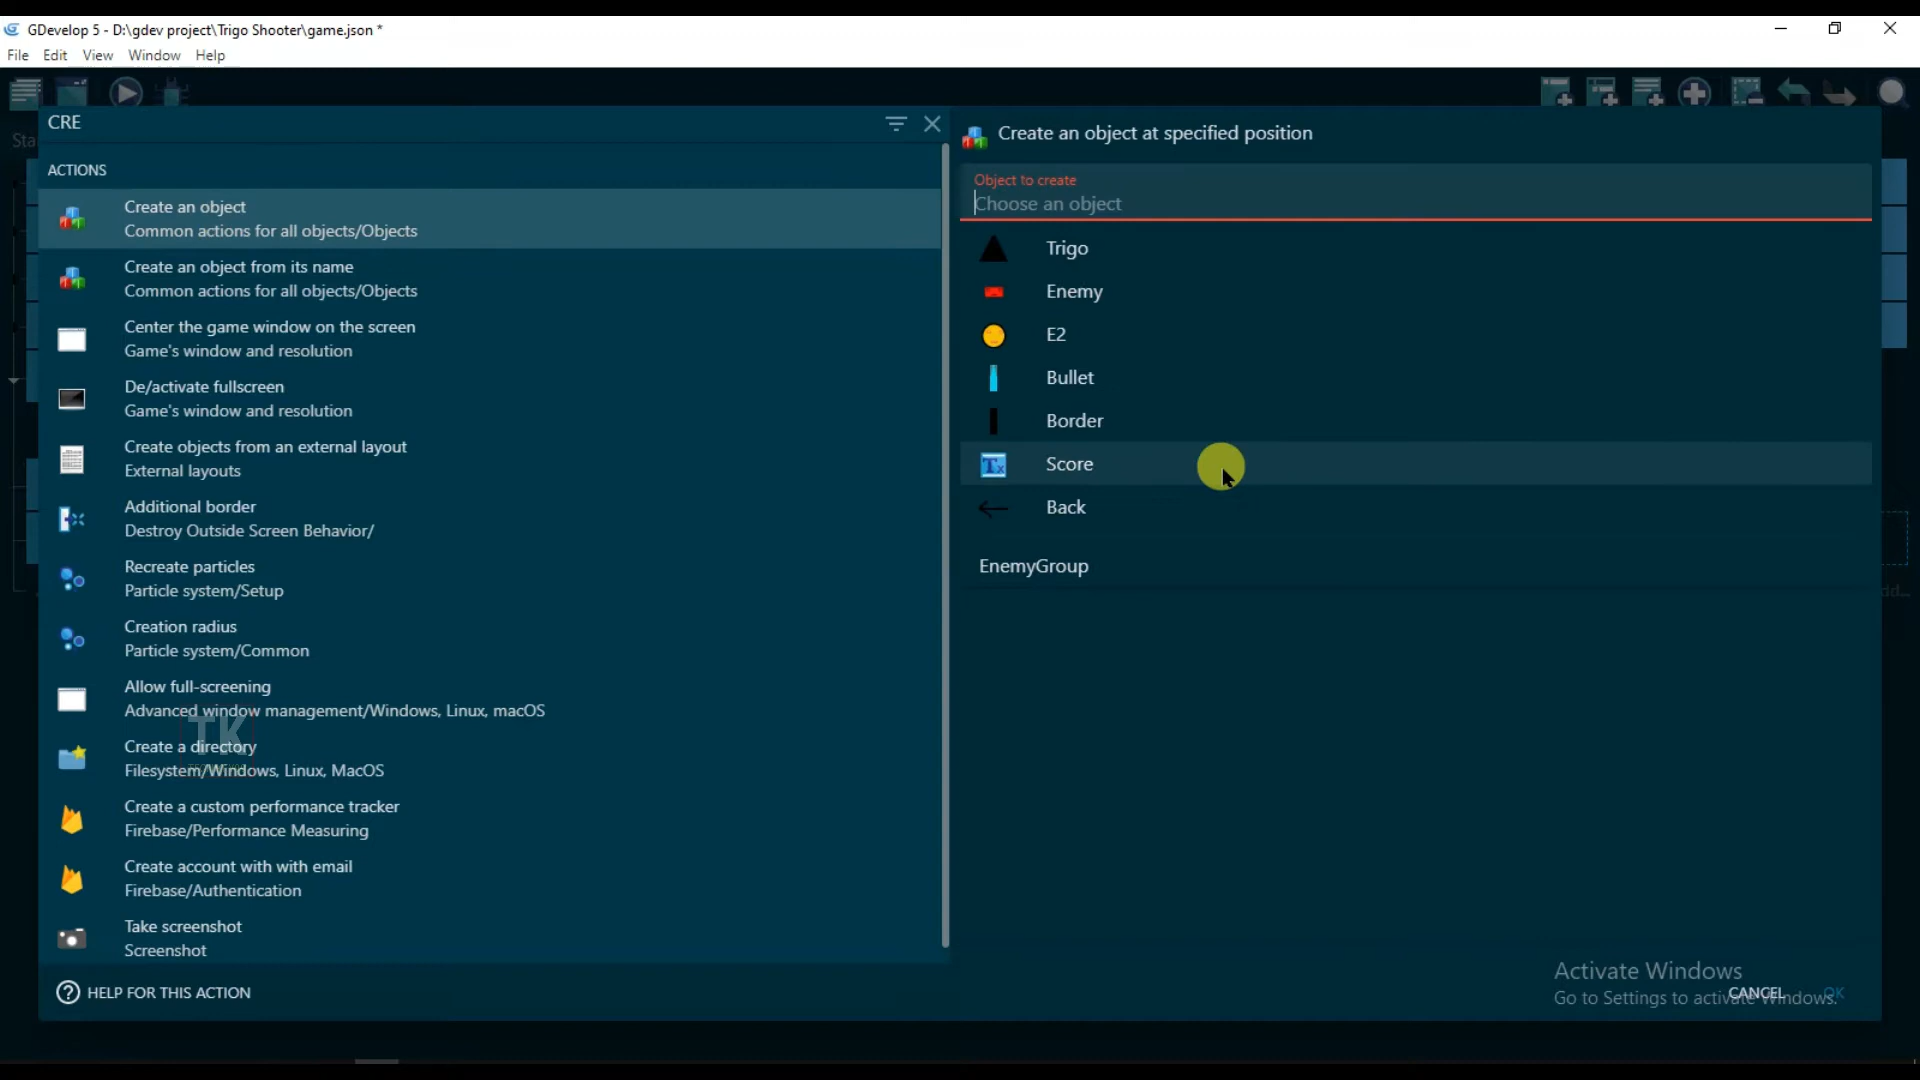 GDevelop 5 - D:\gdev project\Trigo Shooter\game.json *
File Edit View Window Help
Sta
CRE
ACTIONS
Create an object
Common actions for all objects/Objects
Create an object from its name
Common actions for all objects/Objects
Center the game window on the screen
Game's window and resolution
De/activate fullscreen
Game's window and resolution
Create objects from an external layout
External layouts
Additional border
Destroy Outside Screen Behavior/
Recreate particles
Particle system/Setup
Creation radius
Particle system/Common
Allow full-screening
Advanced window management/Windows, Linux, macOS
TK
Create a directory
Filesystem/Windows, Linux, MacOS
Create a custom performance tracker
Firebase/Performance Measuring
Create account with with email
Firebase/Authentication
Take screenshot
Screenshot
HELP FOR THIS ACTION
Create an object at specified position
Object to create
Choose an object
Trigo
Enemy
E2
Bullet
Border
Tx Score
Back
EnemyGroup
dd...
Activate Windows
Go to Settings to activate Windows.
CANCEL OK